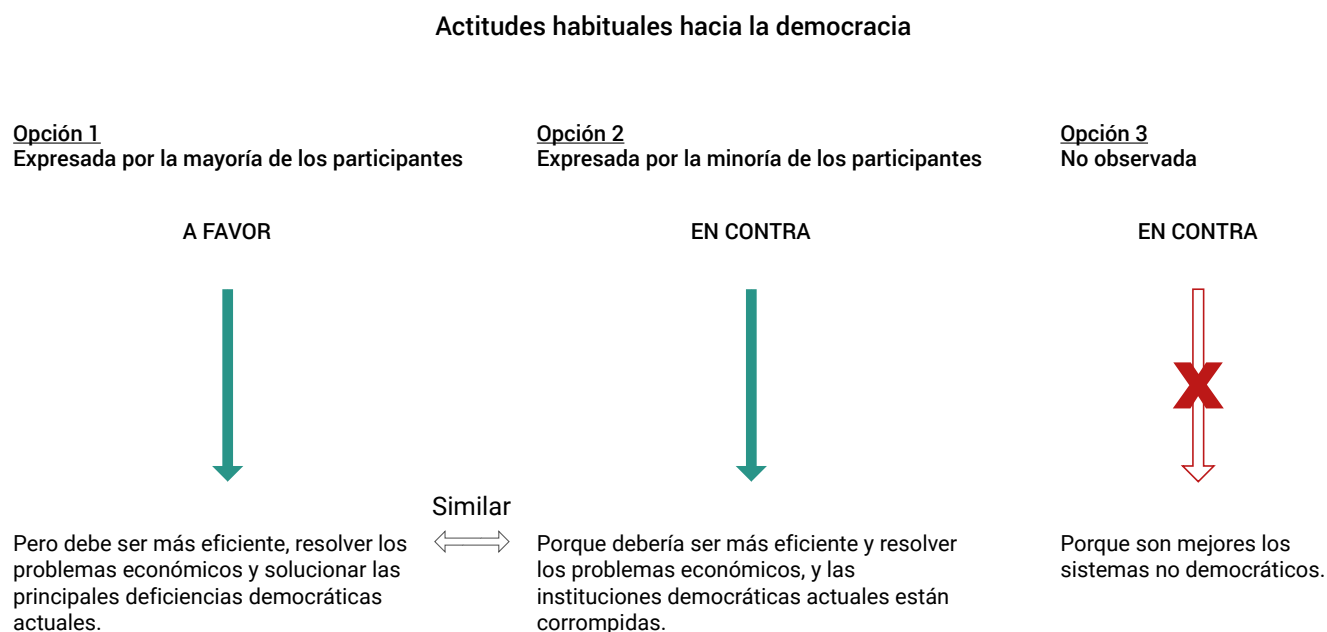 Actitudes habituales hacia la democracia
Opción 1
Expresada por la mayoría de los participantes
A FAVOR
Pero debe ser más eficiente, resolver los
problemas económicos y solucionar las
principales deficiencias democráticas
actuales.
Similar
Opción 2
Expresada por la minoría de los participantes
EN CONTRA
Porque debería ser más eficiente y resolver
los problemas económicos, y las
instituciones democráticas actuales están
corrompidas.
Opción 3
No observada
EN CONTRA
X
Porque son mejores los
sistemas no democráticos.